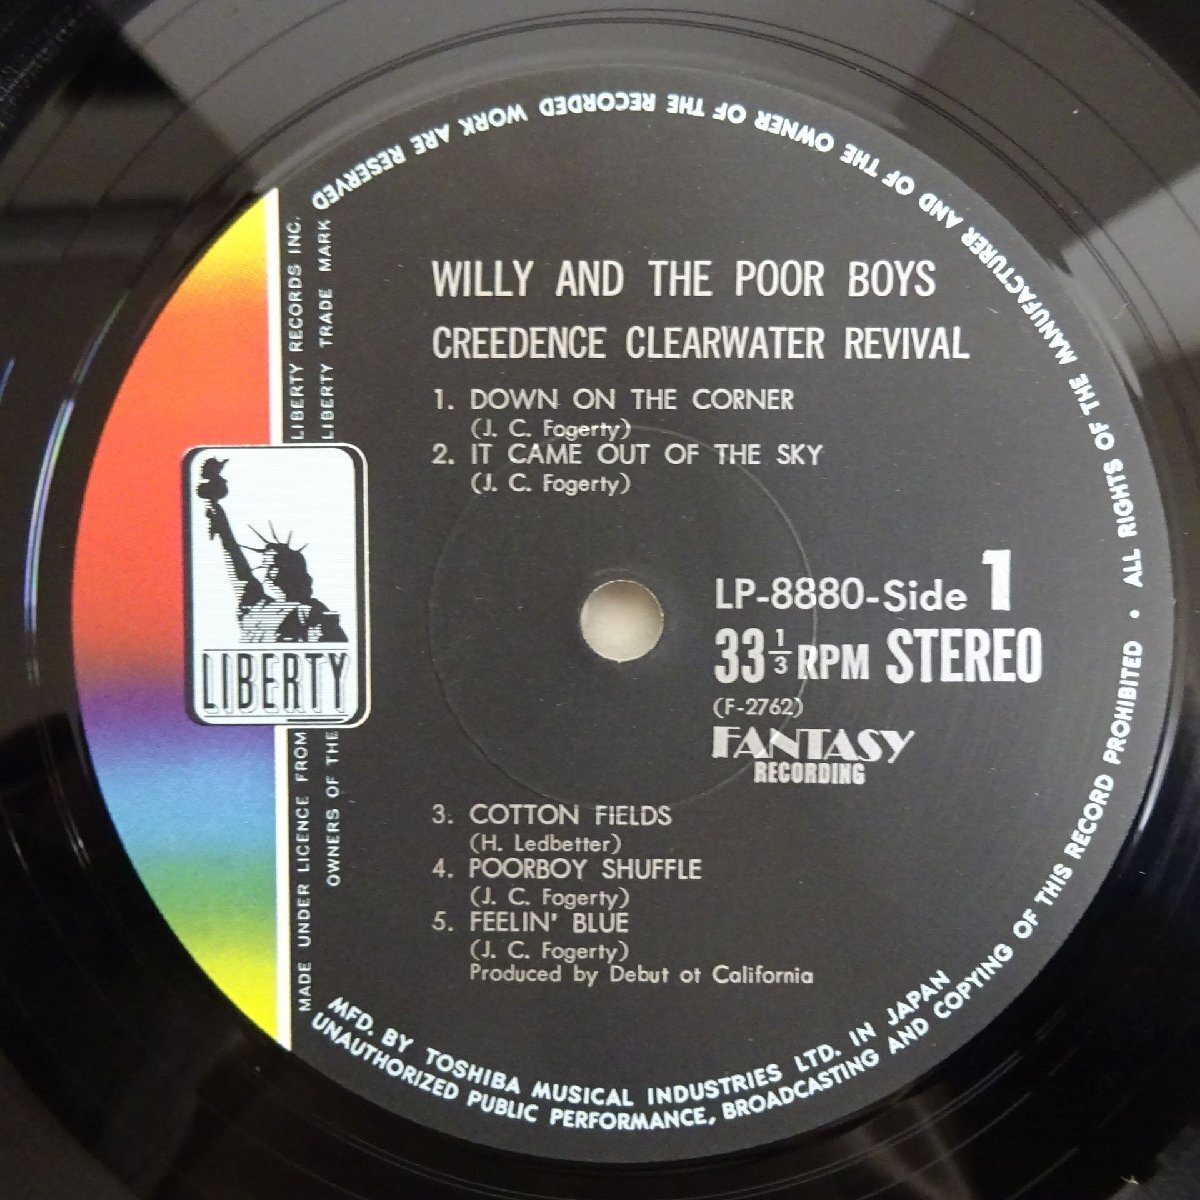 WILLY AND THE POOR BOYS
CREEDENCE CLEARWATER REVIVAL
1. DOWN ON THE CORNER
(J. C. Fogerty)
2. IT CAME OUT OF THE SKY
(J. C. Fogerty)
LP-8880-Side 1
33 1/3 RPM STEREO
(F-2762)
FANTASY
RECORDING
3. COTTON FIELDS
(H. Ledbetter)
4. POORBOY SHUFFLE
(J. C. Fogerty)
5. FEELIN' BLUE
(J. C. Fogerty)
Produced by Debut ot California
LIBERTY
MADE UNDER LICENCE FROM LIBERTY RECORDS INC.
OWNERS OF THE LIBERTY TRADE MARK
MFD. BY TOSHIBA MUSICAL INDUSTRIES LTD. IN JAPAN
UNAUTHORIZED PUBLIC PERFORMANCE, BROADCASTING AND COPYING OF THIS RECORD PROHIBITED • ALL RIGHTS OF THE MANUFACTURER AND OF THE OWNER OF THE RECORDED WORK ARE RESERVED